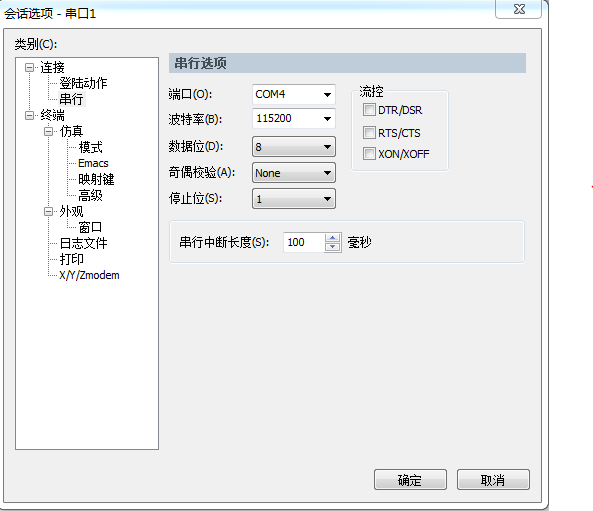 会话选项 - 串口1
类别(C):
连接
登陆动作
串行
终端
仿真
模式
Emacs
映射键
高级
外观
窗口
日志文件
打印
X/Y/Zmodem
串行选项
端口(O):
COM4
波特率(B):
115200
数据位(D):
8
奇偶校验(A):
None
停止位(S):
1
流控
DTR/DSR
RTS/CTS
XON/XOFF
串行中断长度(S):
100
毫秒
确定
取消